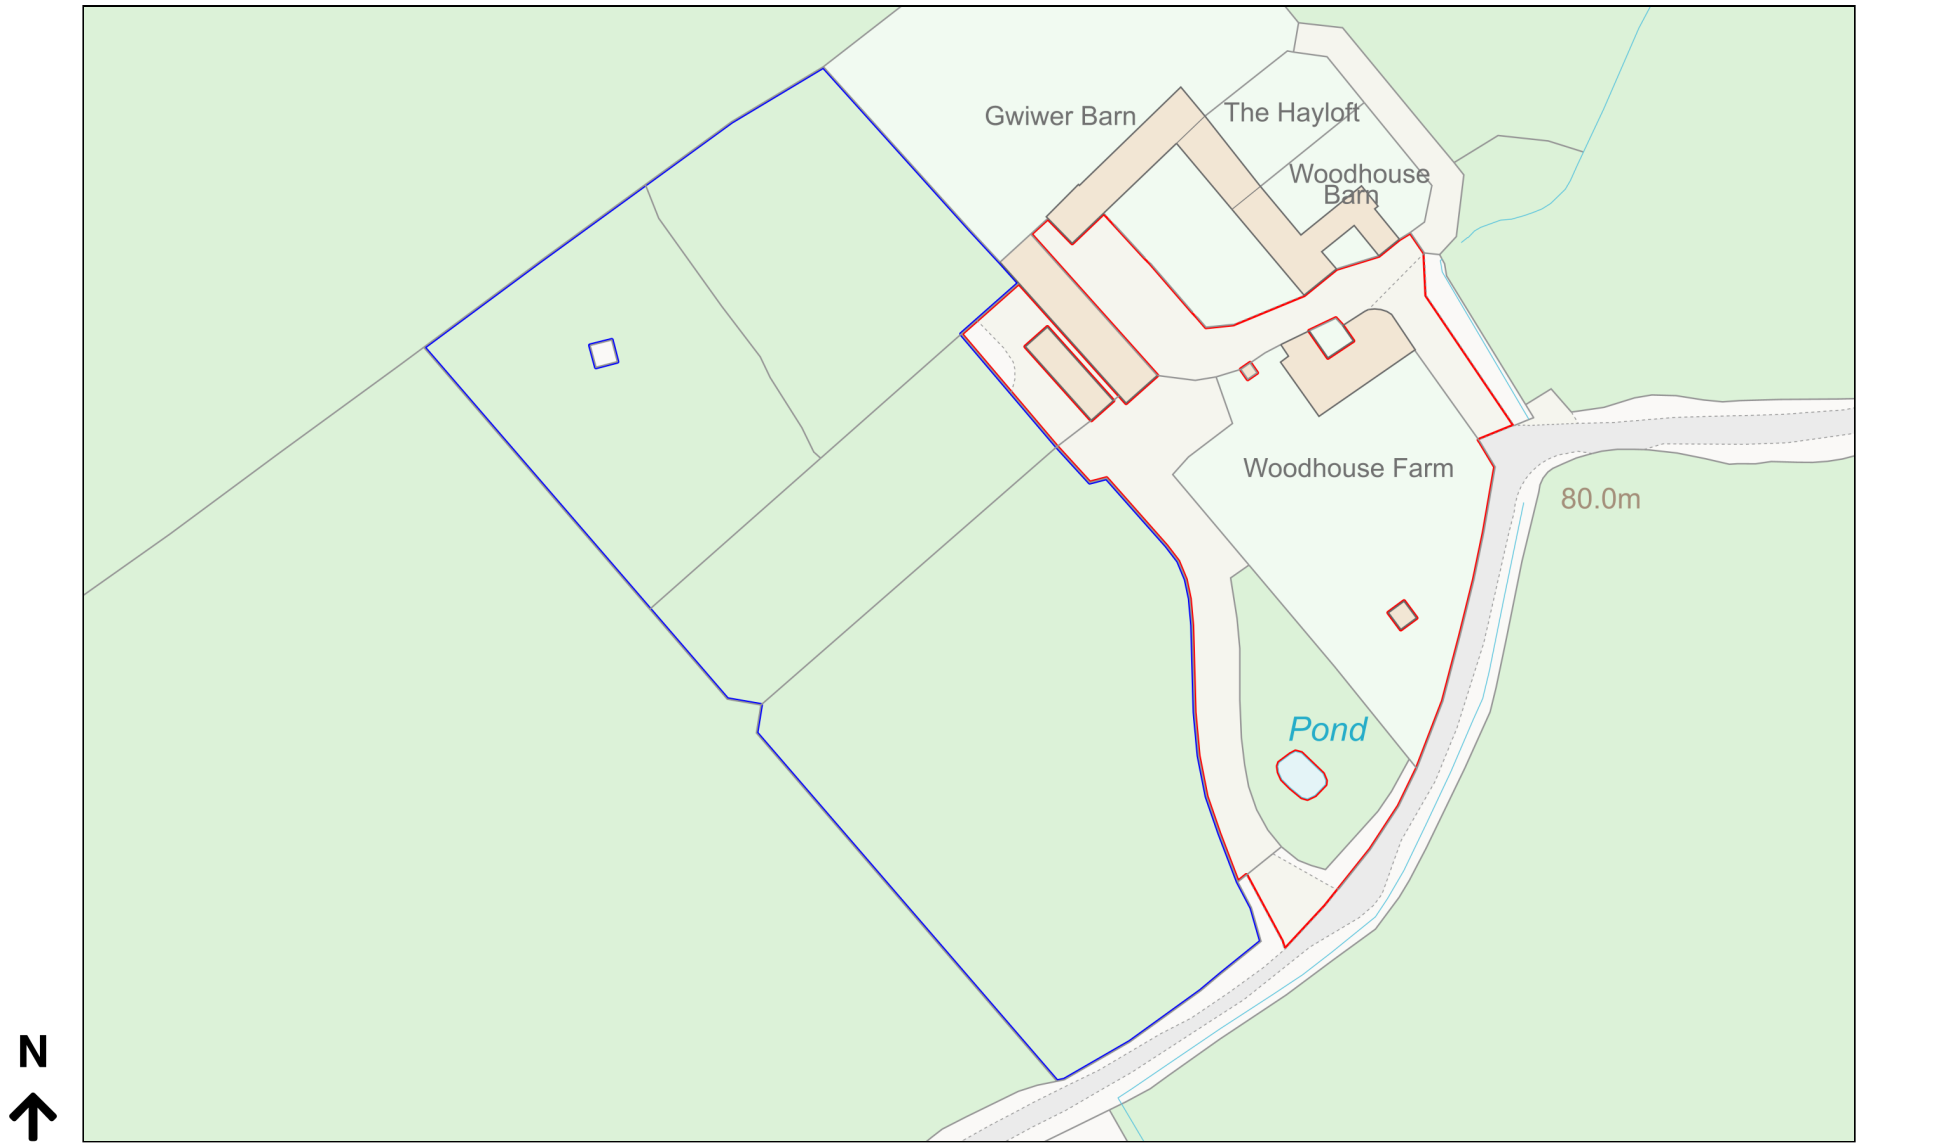 Gwiwer Barn
The Hayloft
Woodhouse
Barn
Woodhouse Farm
80.0m
Pond
N